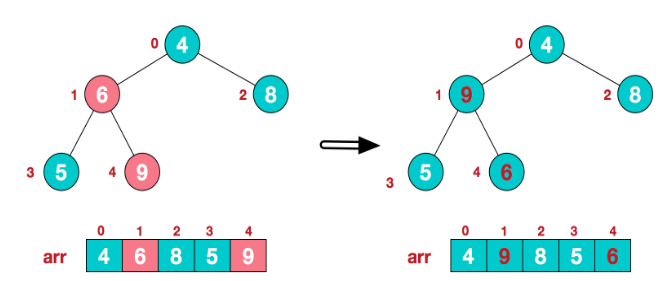 0 4
1 6 2 8
3 5 4 9
0 1 2 3 4
arr 4 6 8 5 9
0 4
1 9 2 8
3 5 4 6
0 1 2 3 4
arr 4 9 8 5 6